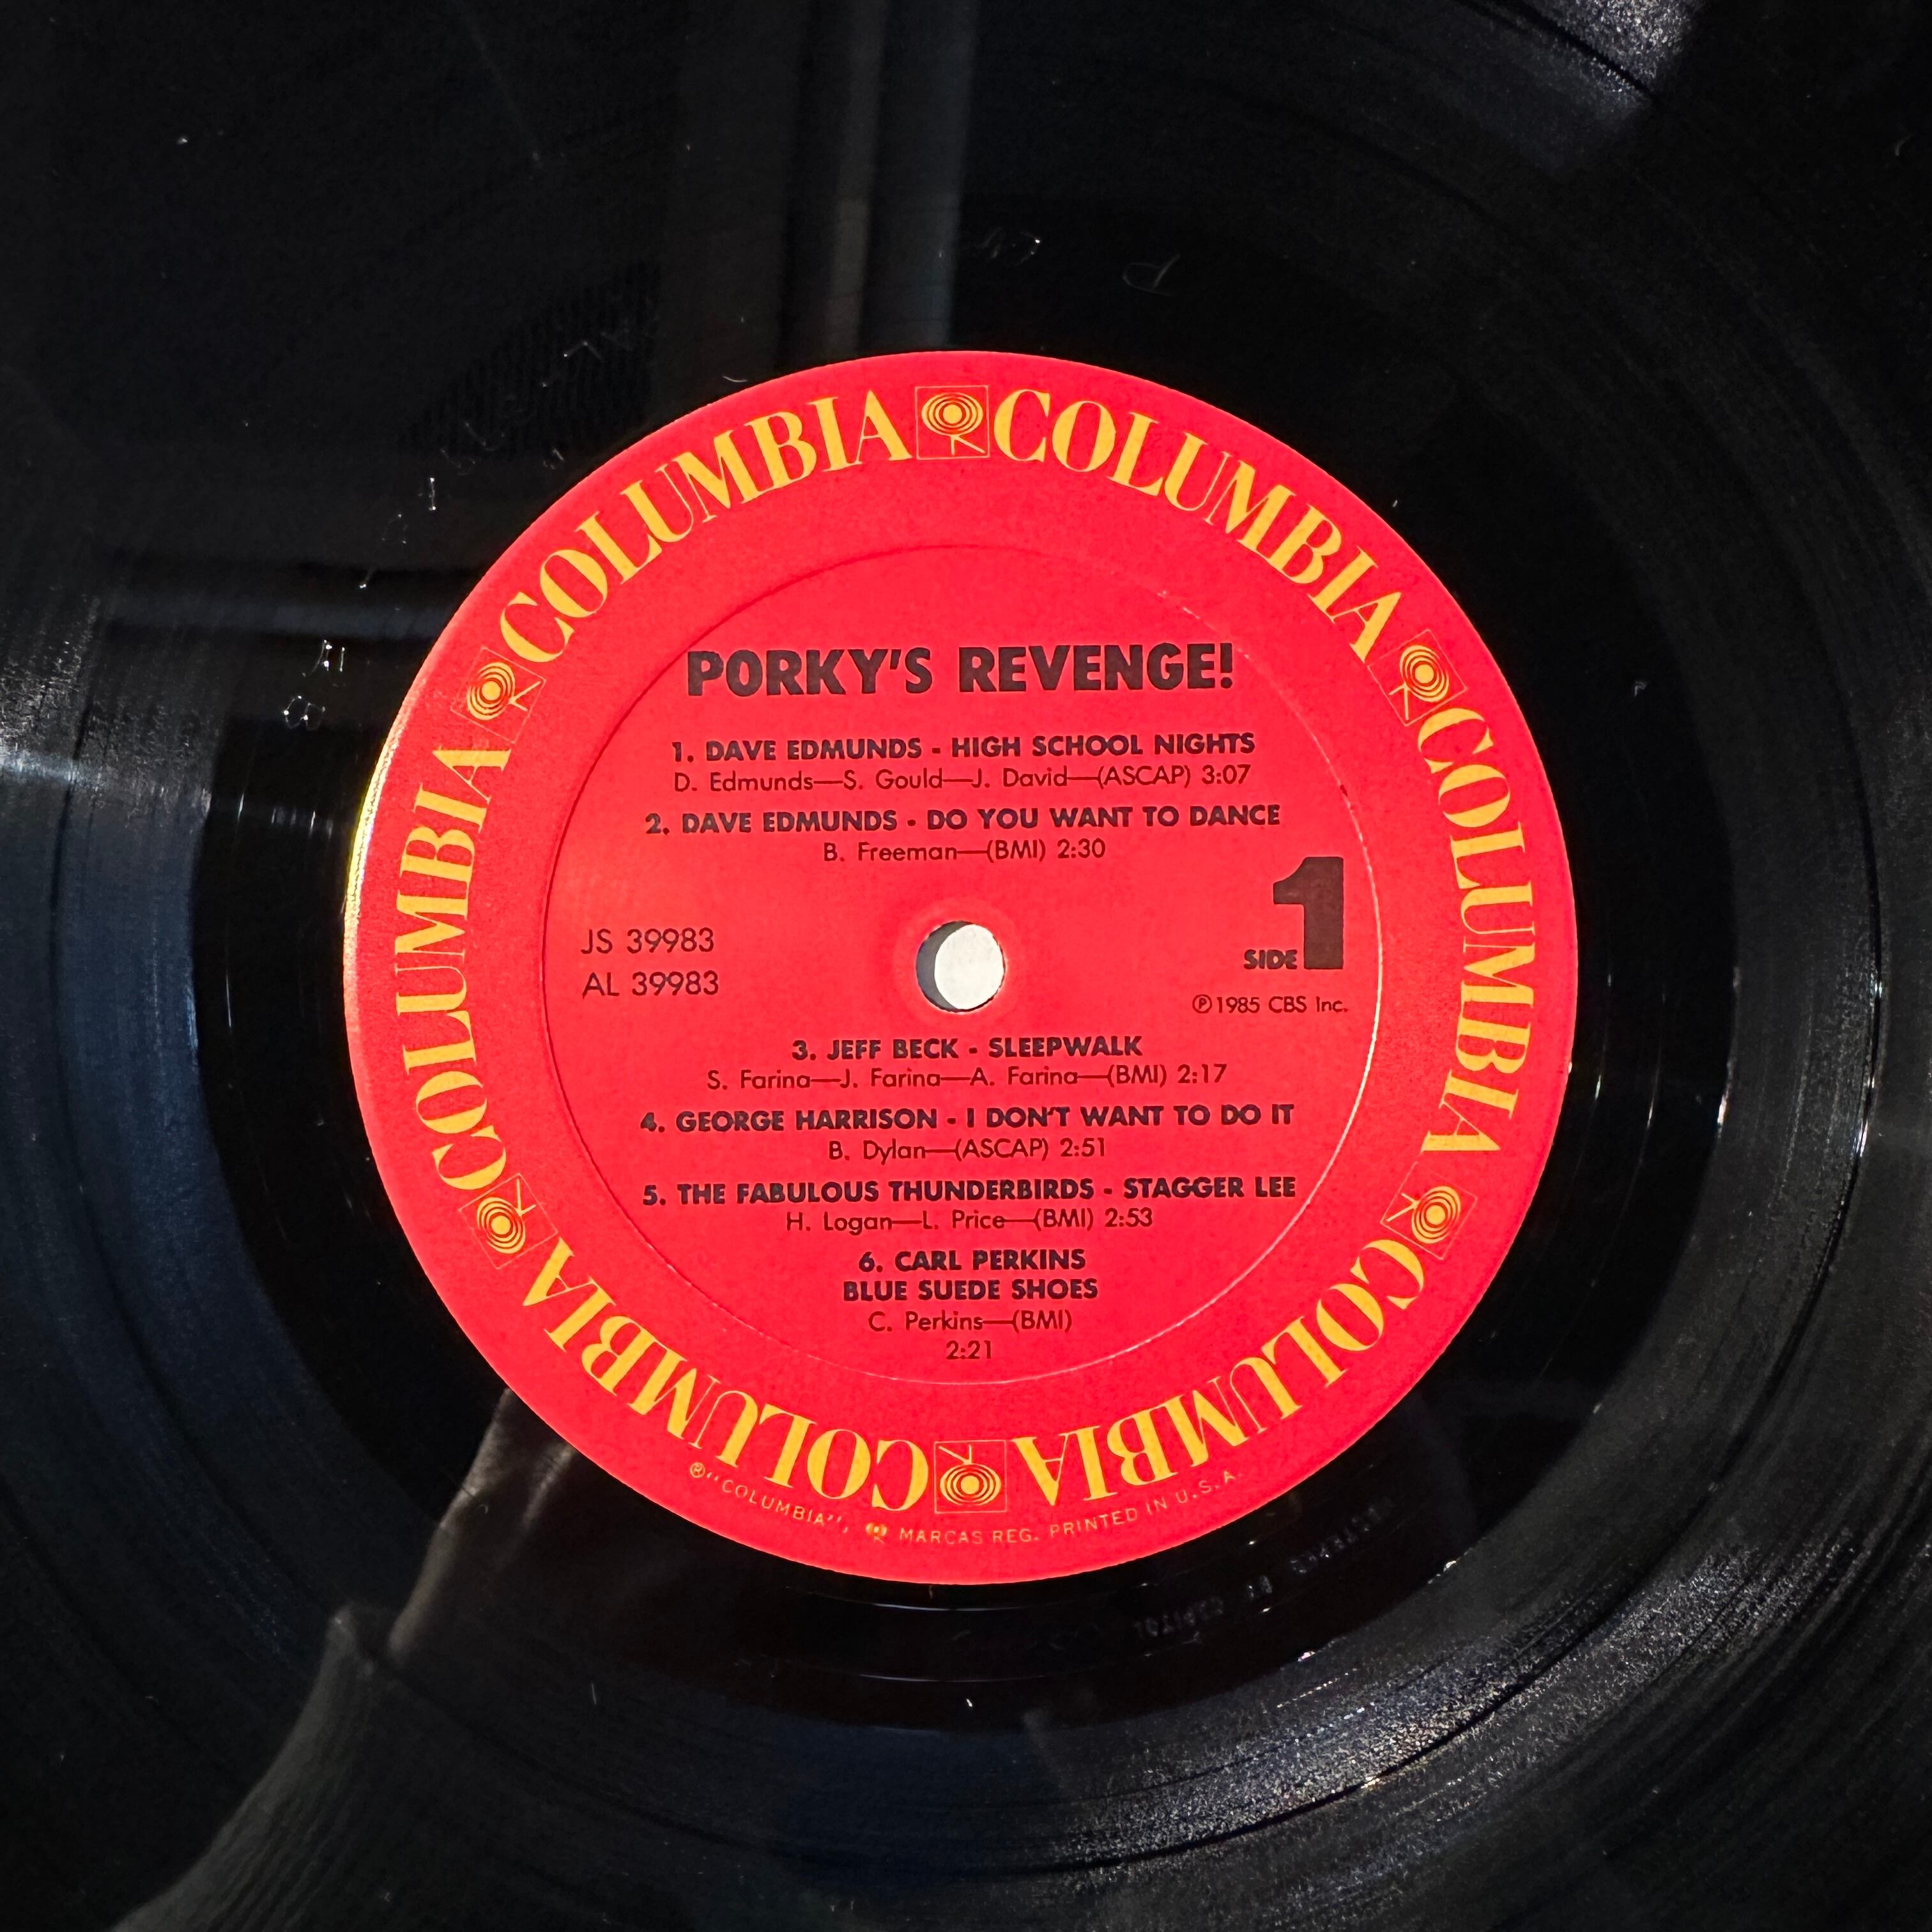 COLUMBIA COLUMBIA COLUMBIA COLUMBIA COLUMBIA COLUMBIA
PORKY'S REVENGE!
1. DAVE EDMUNDS - HIGH SCHOOL NIGHTS
D. Edmunds—S. Gould—J. David—(ASCAP) 3:07
2. DAVE EDMUNDS - DO YOU WANT TO DANCE
B. Freeman—(BMI) 2:30
JS 39983
AL 39983
SIDE 1
℗ 1985 CBS Inc.
3. JEFF BECK - SLEEPWALK
S. Farina—J. Farina—A. Farina—(BMI) 2:17
4. GEORGE HARRISON - I DON'T WANT TO DO IT
B. Dylan—(ASCAP) 2:51
5. THE FABULOUS THUNDERBIRDS - STAGGER LEE
H. Logan—L. Price—(BMI) 2:53
6. CARL PERKINS
BLUE SUEDE SHOES
C. Perkins—(BMI)
2:21
® "COLUMBIA", MARCAS REG. PRINTED IN U.S.A
MASTERED BY CAPITOL